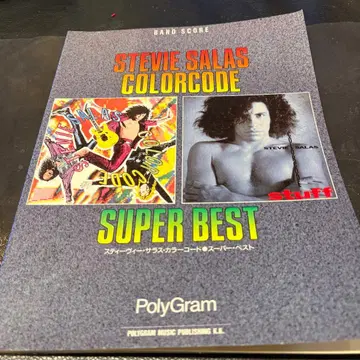 BAND SCORE
STEVIE SALAS
COLORCODE
STEVIE SALAS
stuff
SUPER BEST
スティーヴィー・サラス・カラーコード●スーパー・ベスト
PolyGram
POLYGRAM MUSIC PUBLISHING K.K.